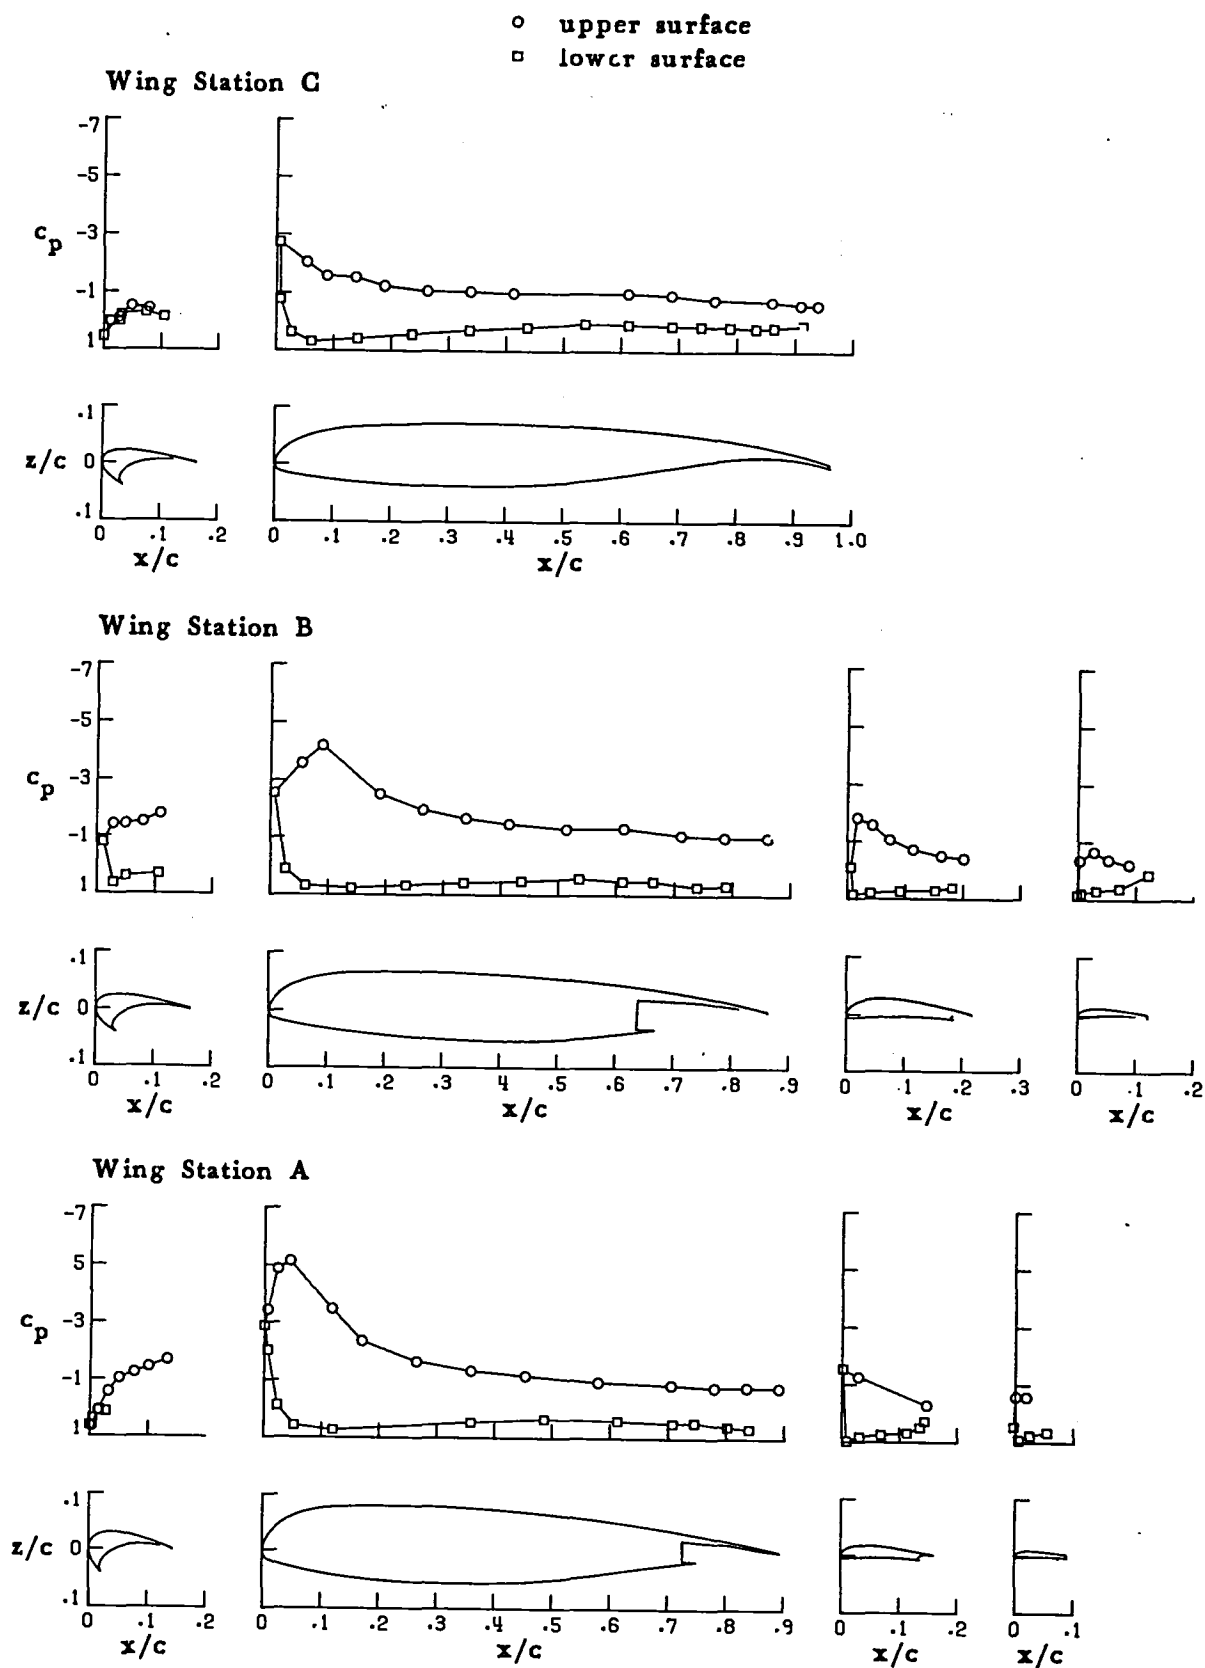 upper surface
lower surface
Wing Station C
-7
-5
-3
-1
1
c_p
.1
z/c 0
.1
0 .1 .2
x/c
0 .1 .2 .3 .4 .5 .6 .7 .8 .9 1.0
x/c
Wing Station B
-7
-5
-3
-1
1
c_p
.1
z/c 0
.1
0 .1 .2
x/c
0 .1 .2 .3 4 .5 .6 .7 .8 .9
x/c
0 .1 .2 .3
x/c
0 .1 .2
x/c
Wing Station A
-7
5
-3
-1
1
c_p
.1
z/c 0
.1
0 .1 .2
x/c
0 .1 .2 .3 .4 .5 .6 .7 .8 .9
x/c
0 .1 .2
x/c
0 .1
x/c